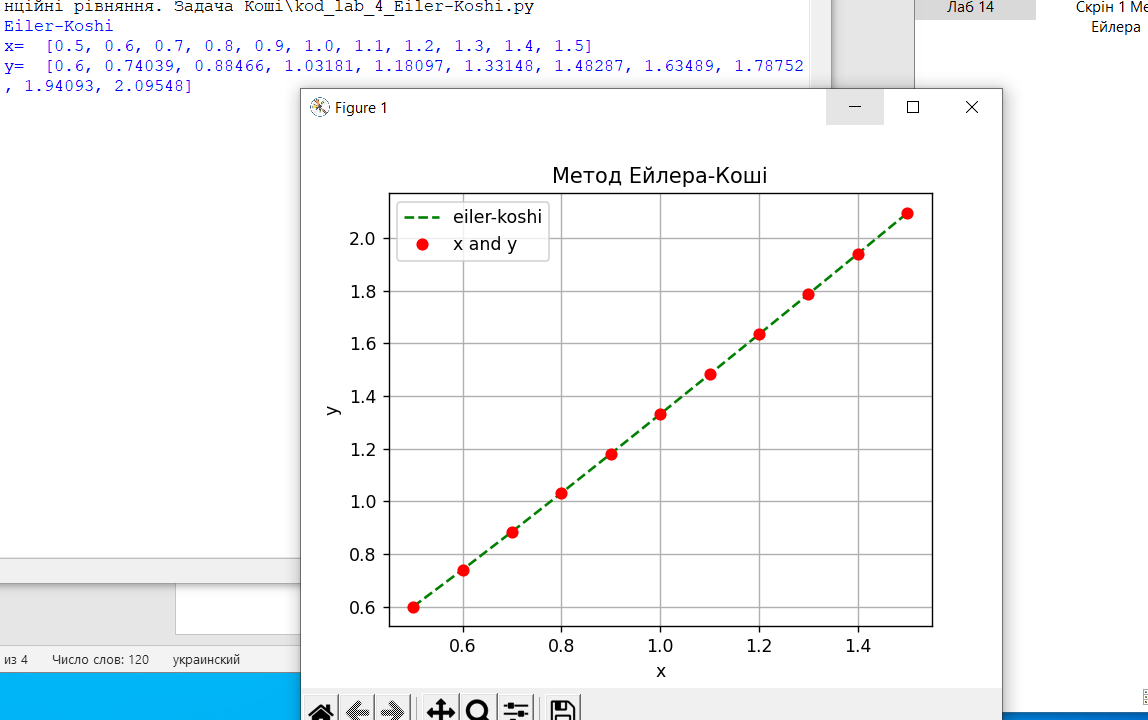 нційні рівняння. Задача Коші\kod_lab_4_Eiler-Koshi.py
Eiler-Koshi
x=  [0.5, 0.6, 0.7, 0.8, 0.9, 1.0, 1.1, 1.2, 1.3, 1.4, 1.5]
y=  [0.6, 0.74039, 0.88466, 1.03181, 1.18097, 1.33148, 1.48287, 1.63489, 1.78752
, 1.94093, 2.09548]
Лаб 14
Скрін 1 Ме
Ейлера
Figure 1
Метод Ейлера-Коші
eiler-koshi
x and y
2.0
1.8
1.6
1.4
1.2
1.0
0.8
0.6
y
0.6 0.8 1.0 1.2 1.4
x
из 4 Число слов: 120 украинский